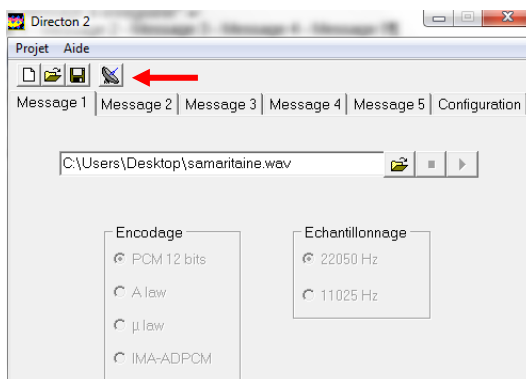 Directon 2
Projet Aide
Message 1 Message 2 Message 3 Message 4 Message 5 Configuration
C:\Users\Desktop\samaritaine.wav
Encodage Echantillonnage
PCM 12 bits 22050 Hz
A law 11025 Hz
µ law
IMA-ADPCM